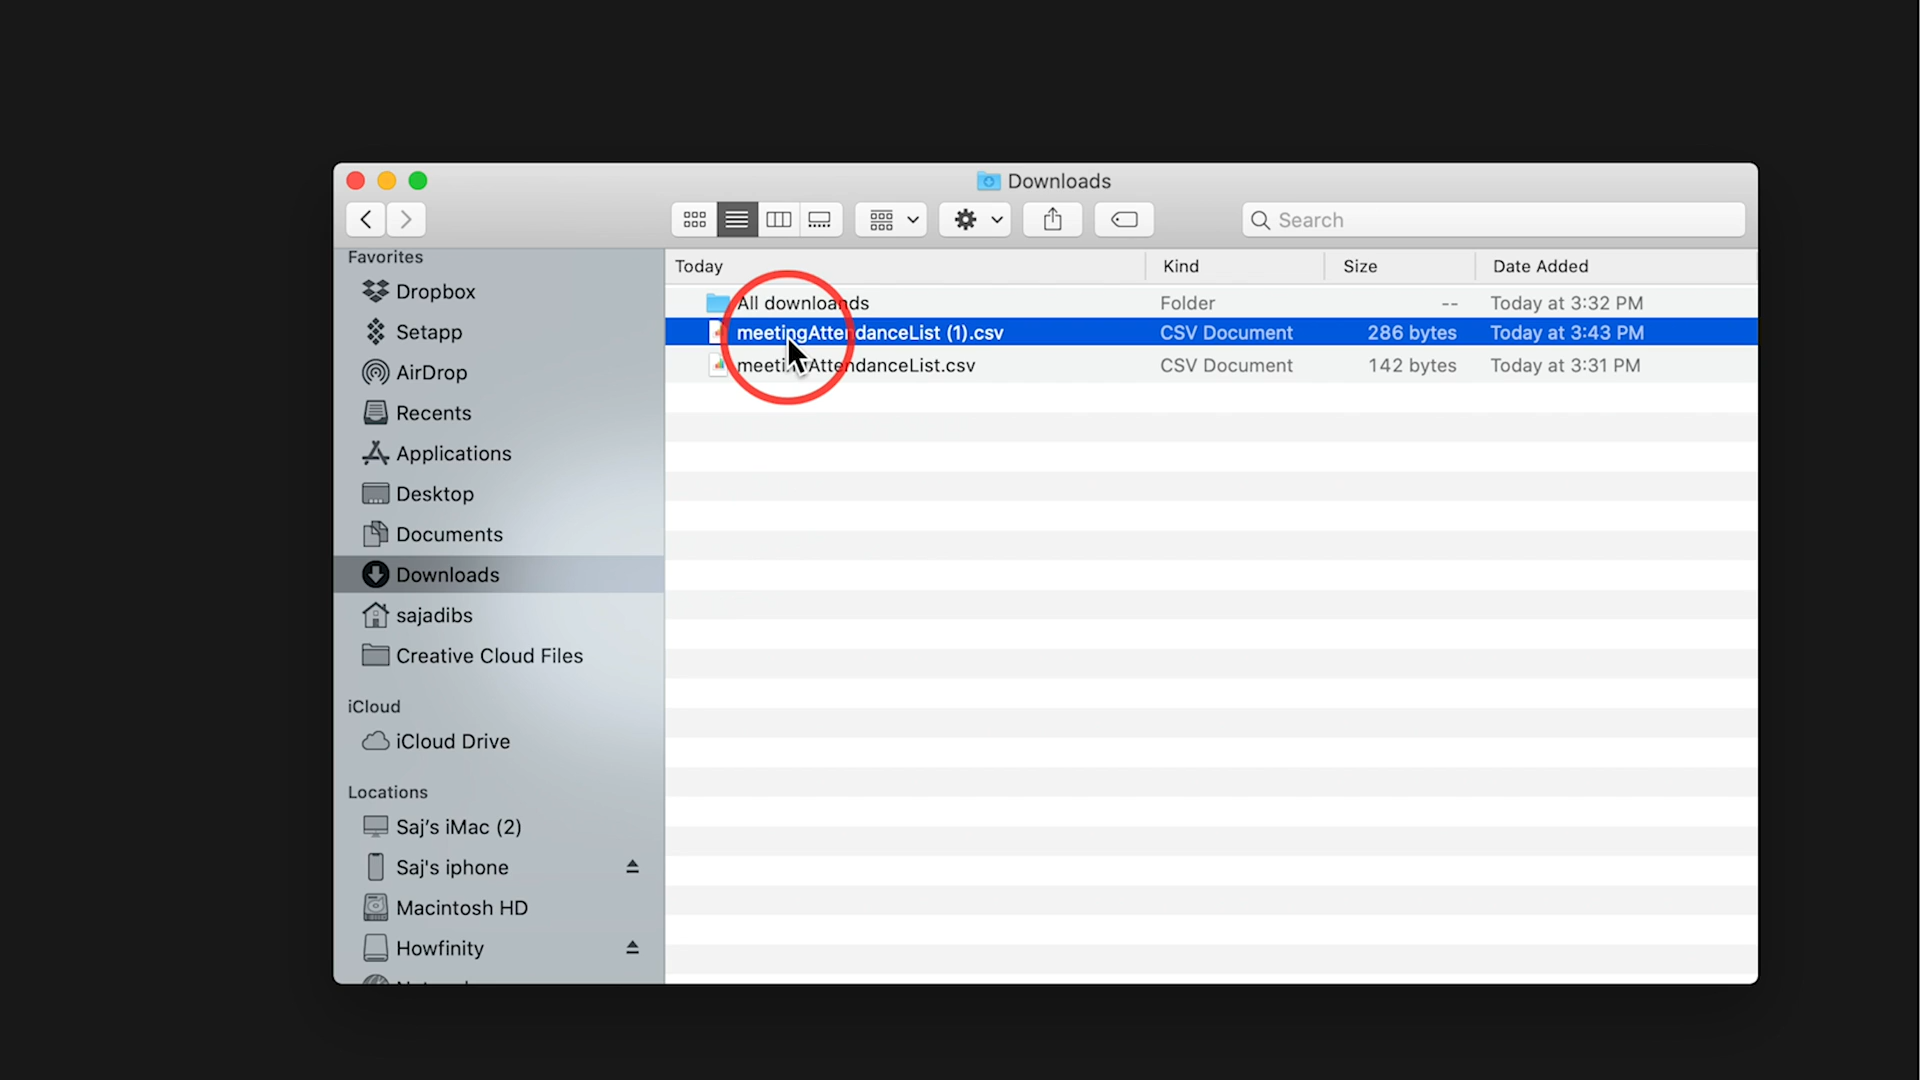 Downloads
Search
Favorites
Dropbox
Setapp
AirDrop
Recents
Applications
Desktop
Documents
Downloads
sajadibs
Creative Cloud Files
iCloud
iCloud Drive
Locations
Saj’s iMac (2)
Saj's iphone
Macintosh HD
Howfinity
Today Kind Size Date Added
All downloands Folder -- Today at 3:32 PM
meetingAttendanceList (1).csv CSV Document 286 bytes Today at 3:43 PM
meetingAttendanceList.csv CSV Document 142 bytes Today at 3:31 PM